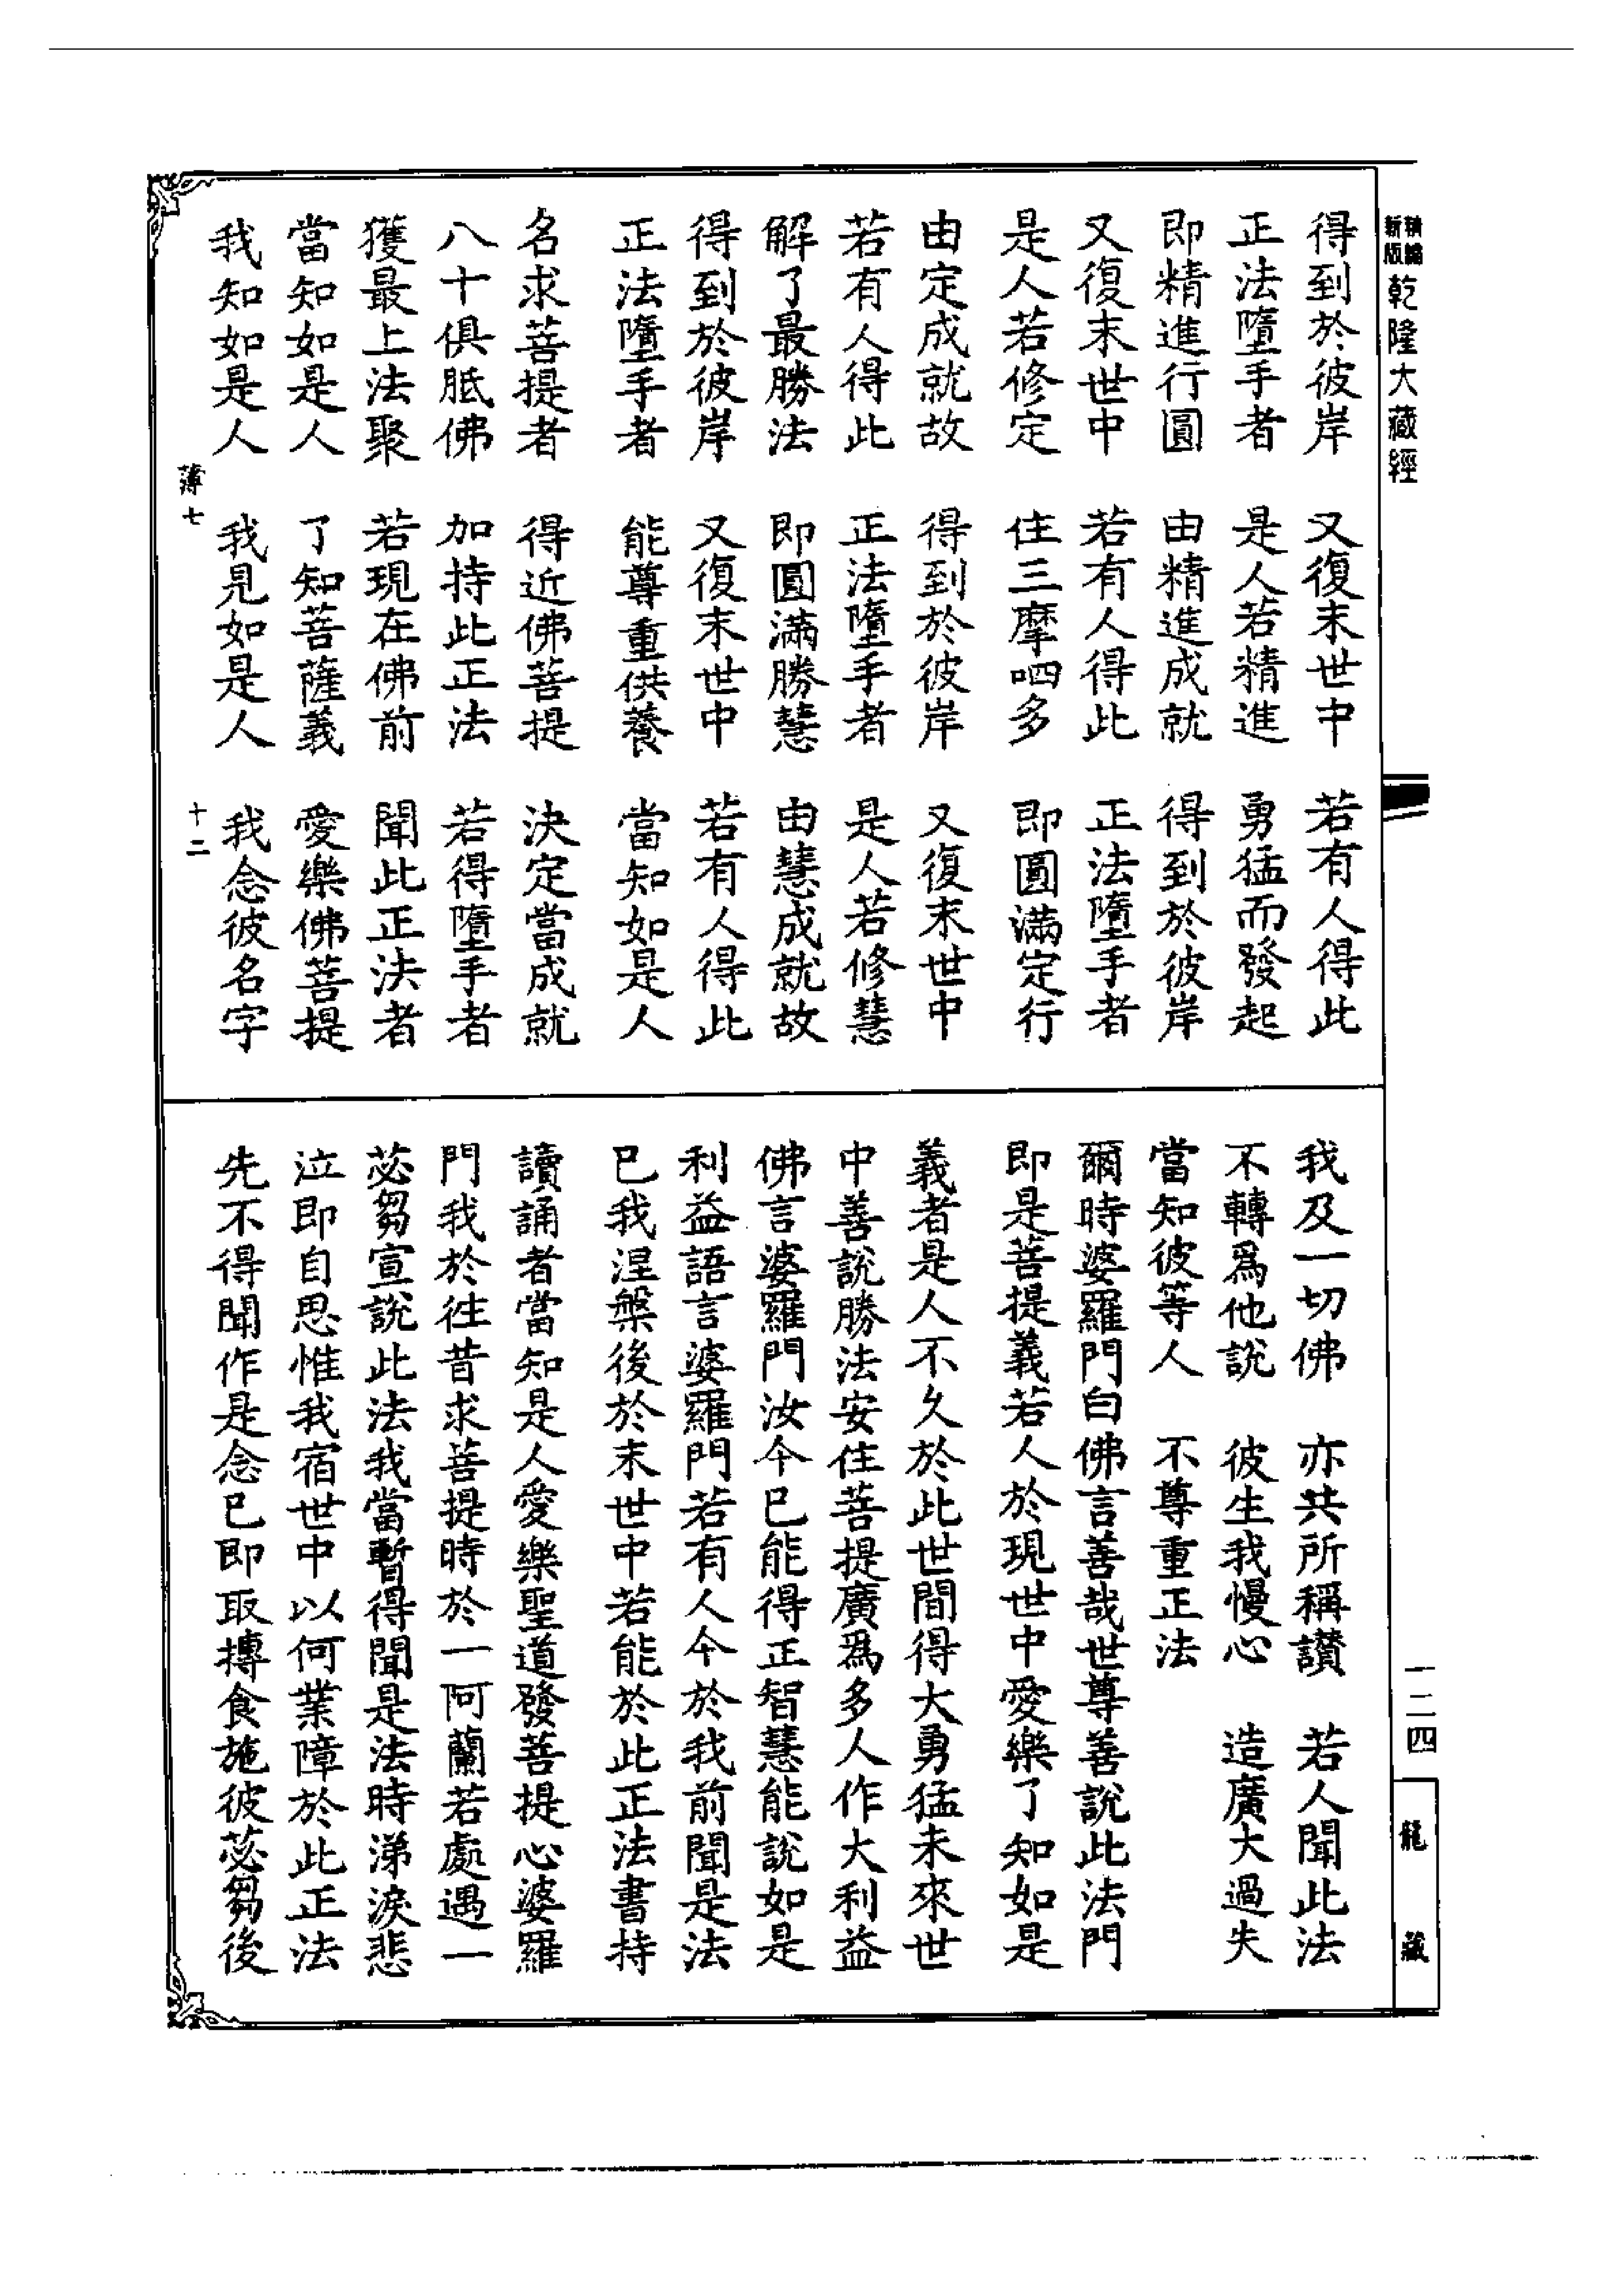 新編
新版
乾隆大藏經
得到於彼岸　又復末世中　若有人得此
正法墮手者　是人若精進　勇猛而發起
即精進行圓　由精進成就　得到於彼岸
又復末世中　若有人得此　正法墮手者
是人若修定　住三摩呬多　即圓滿定行
由定成就故　得到於彼岸　又復末世中
若有人得此　正法墮手者　是人若修慧
解了最勝法　即圓滿勝慧　由慧成就故
得到於彼岸　又復末世中　若有人得此
正法墮手者　能尊重供養　當知如是人
名求菩提者　得近佛菩提　決定當成就
八十俱胝佛　加持此正法　若得墮手者
獲最上法聚　若現在佛前　聞此正法者
當知如是人　了知菩薩義　愛樂佛菩提
我知如是人　我見如是人　我念彼名字
薄七
十二
我及一切佛　亦共所稱讃　若人聞此法
不轉爲他說　彼生我慢心　造廣大過失
當知彼等人　不尊重正法
爾時婆羅門白佛言善哉世尊善說此法門
即是菩提義若人於現世中愛樂了知如是
義者是人不久於此世間得大勇猛未來世
中善說勝法安住菩提廣爲多人作大利益
佛言婆羅門汝今已能得正智慧能說如是
利益語言婆羅門若有人今於我前聞是法
已我涅槃後於末世中若能於此正法書持
讀誦者當知是人愛樂聖道發菩提心婆羅
門我於往昔求菩提時於一阿蘭若處遇一
苾芻宣說此法我當暫得聞是法時涕淚悲
泣即自思惟我宿世中以何業障於此正法
先不得聞作是念已即取摶食施彼苾芻後
一二四
龍藏